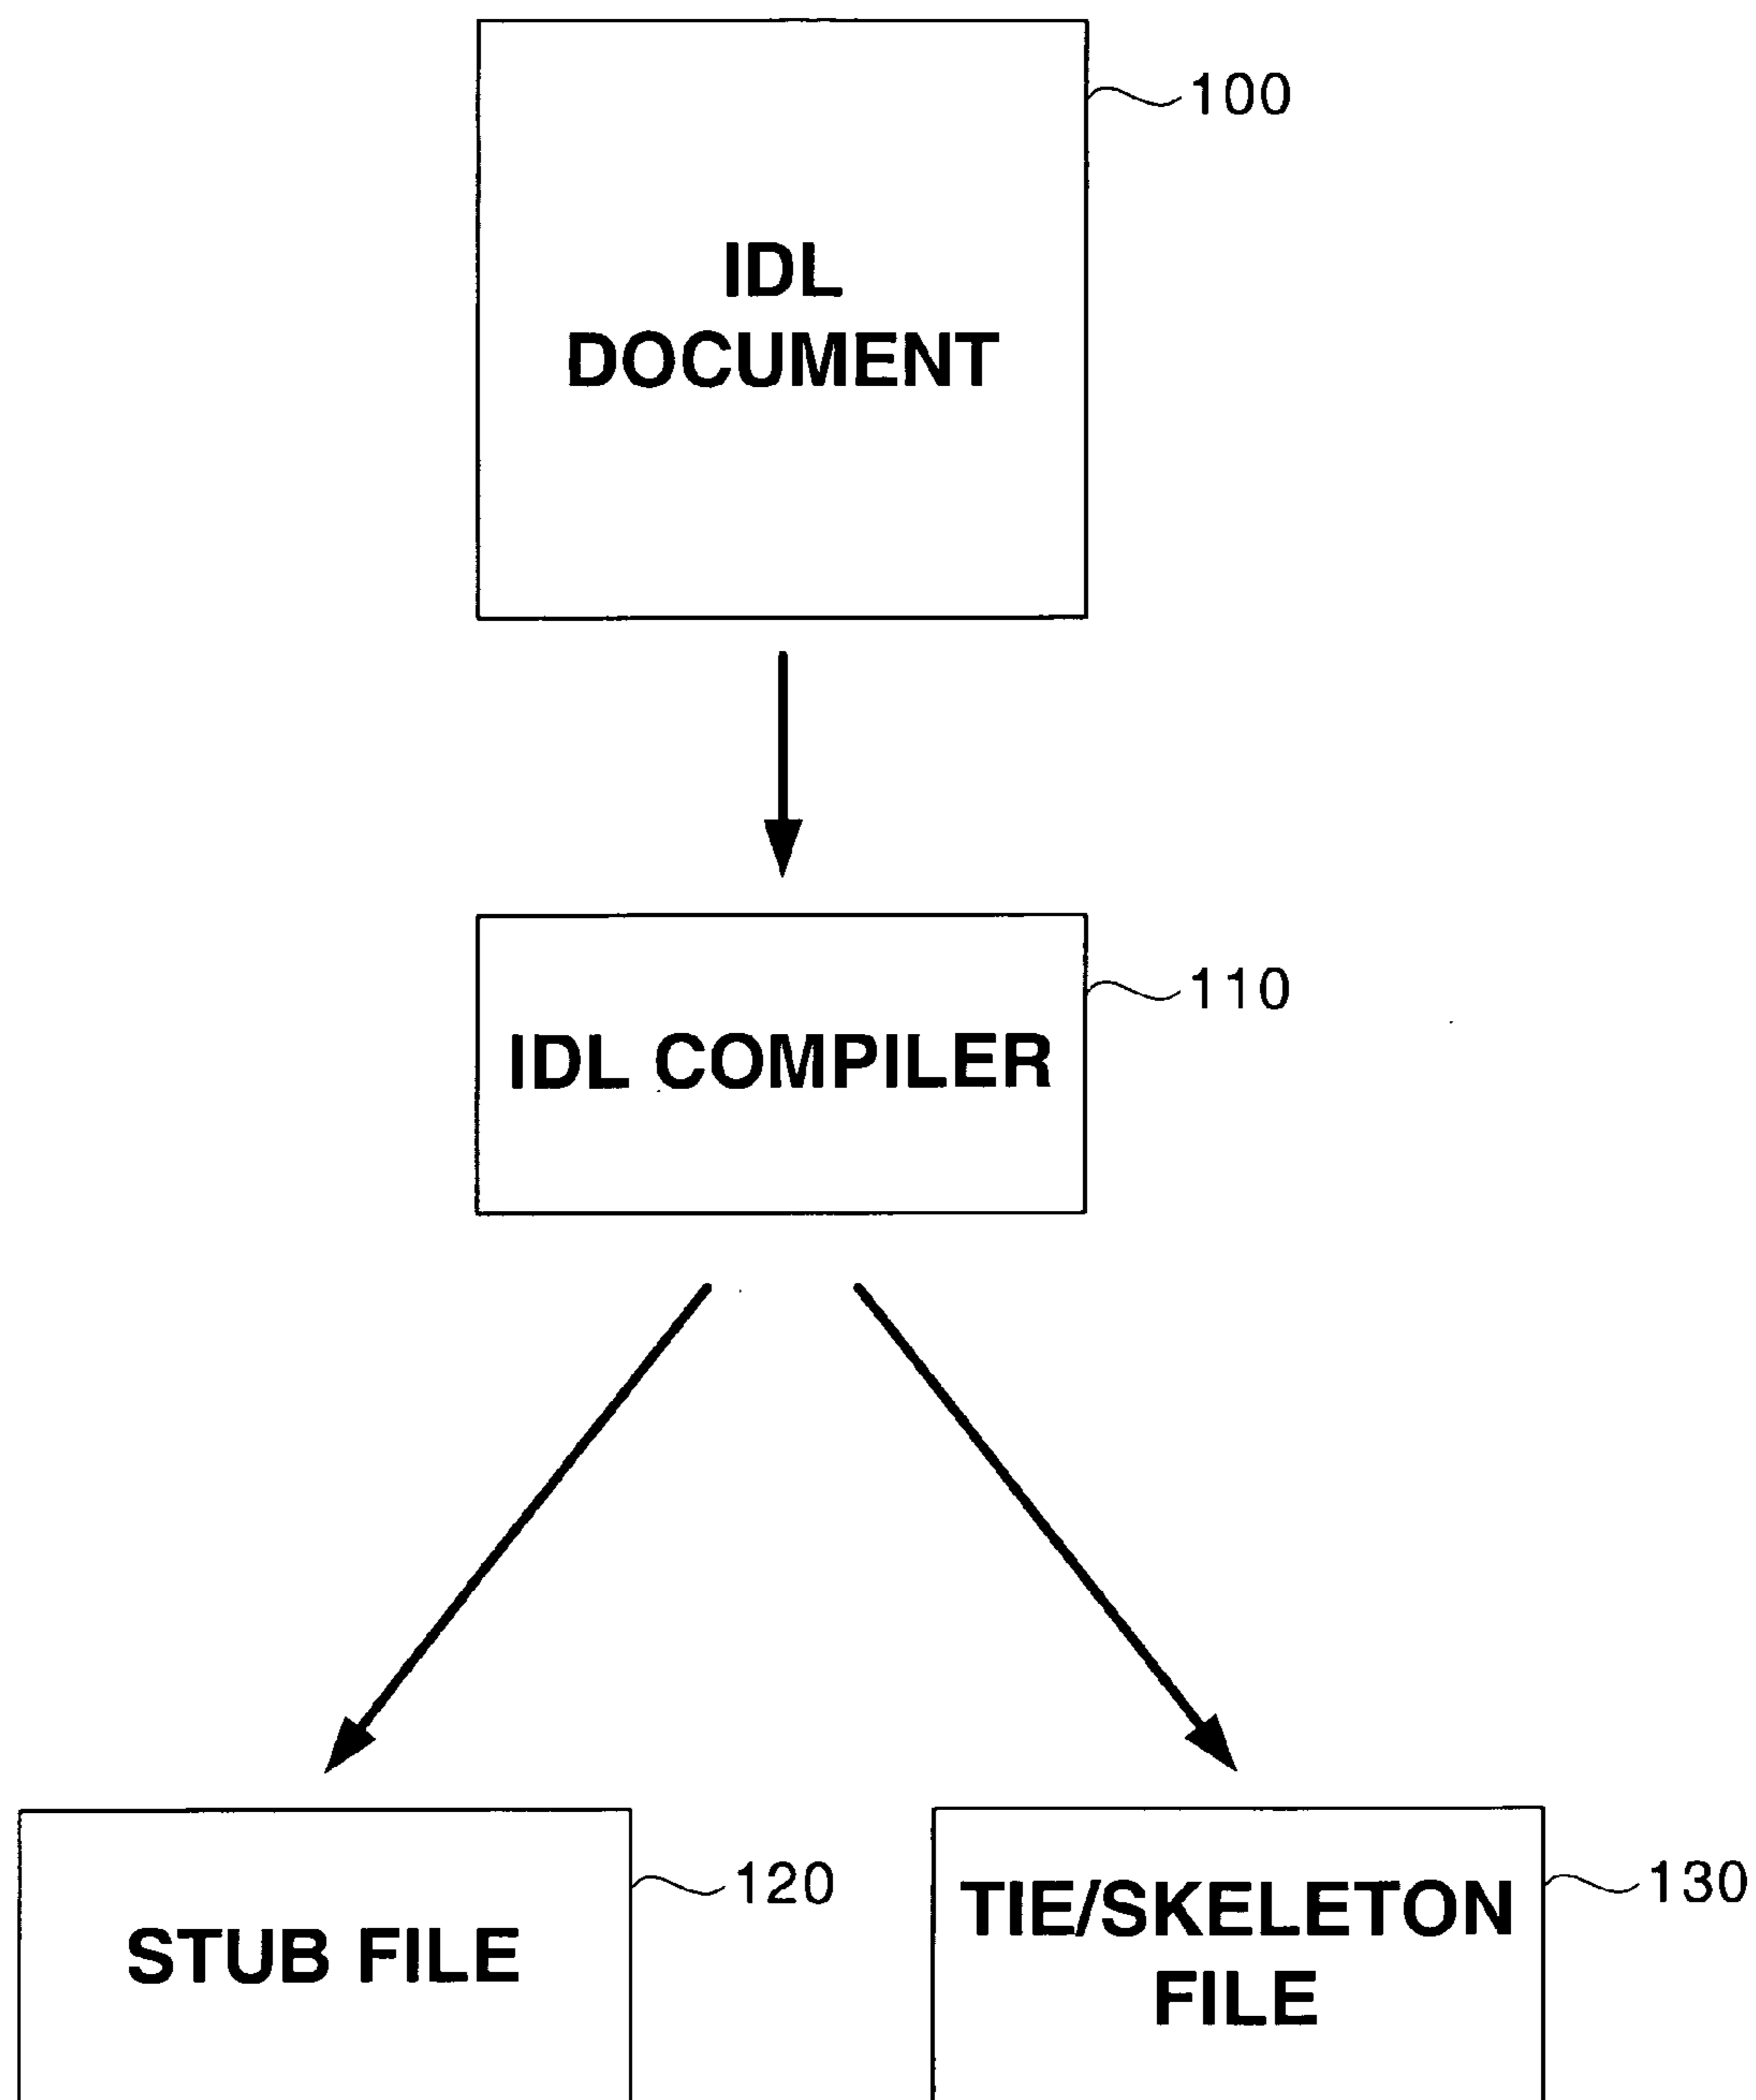 100
IDL
DOCUMENT
110
IDL COMPILER
120
STUB FILE
130
TIE/SKELETON
FILE